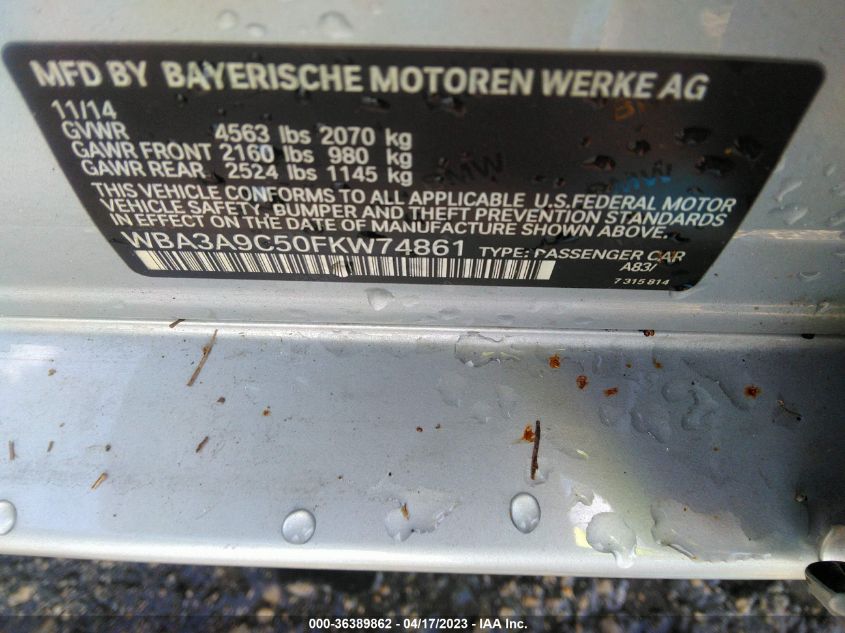 MFD BY BAYERISCHE MOTOREN WERKE AG
11/14
GVWR 4563 lbs 2070 kg
GAWR FRONT 2160 lbs 980 kg
GAWR REAR 2524 lbs 1145 kg
THIS VEHICLE CONFORMS TO ALL APPLICABLE U.S. FEDERAL MOTOR
VEHICLE SAFETY, BUMPER AND THEFT PREVENTION STANDARDS
IN EFFECT ON THE DATE OF MANUFACTURE SHOWN ABOVE.
WBA3A9C50FKW74861 TYPE: PASSENGER CAR
A83/
7 315 814
000-36389862 - 04/17/2023 - IAA Inc.